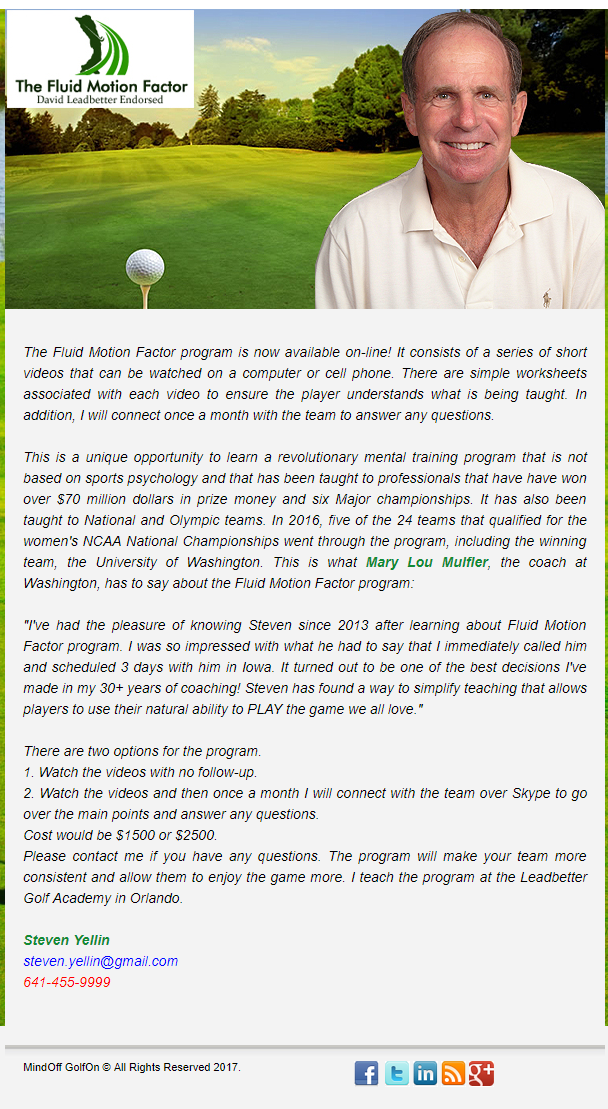 The Fluid Motion Factor
David Leadbetter Endorsed
The Fluid Motion Factor program is now available on-line! It consists of a series of short
videos that can be watched on a computer or cell phone. There are simple worksheets
associated with each video to ensure the player understands what is being taught. In
addition, I will connect once a month with the team to answer any questions.
This is a unique opportunity to learn a revolutionary mental training program that is not
based on sports psychology and that has been taught to professionals that have have won
over $70 million dollars in prize money and six Major championships. It has also been
taught to National and Olympic teams. In 2016, five of the 24 teams that qualified for the
women's NCAA National Championships went through the program, including the winning
team, the University of Washington. This is what Mary Lou Mulfler, the coach at
Washington, has to say about the Fluid Motion Factor program:
"I've had the pleasure of knowing Steven since 2013 after learning about Fluid Motion
Factor program. I was so impressed with what he had to say that I immediately called him
and scheduled 3 days with him in Iowa. It turned out to be one of the best decisions I've
made in my 30+ years of coaching! Steven has found a way to simplify teaching that allows
players to use their natural ability to PLAY the game we all love."
There are two options for the program.
1. Watch the videos with no follow-up.
2. Watch the videos and then once a month I will connect with the team over Skype to go
over the main points and answer any questions.
Cost would be $1500 or $2500.
Please contact me if you have any questions. The program will make your team more
consistent and allow them to enjoy the game more. I teach the program at the Leadbetter
Golf Academy in Orlando.
Steven Yellin
steven.yellin@gmail.com
641-455-9999
MindOff GolfOn © All Rights Reserved 2017.